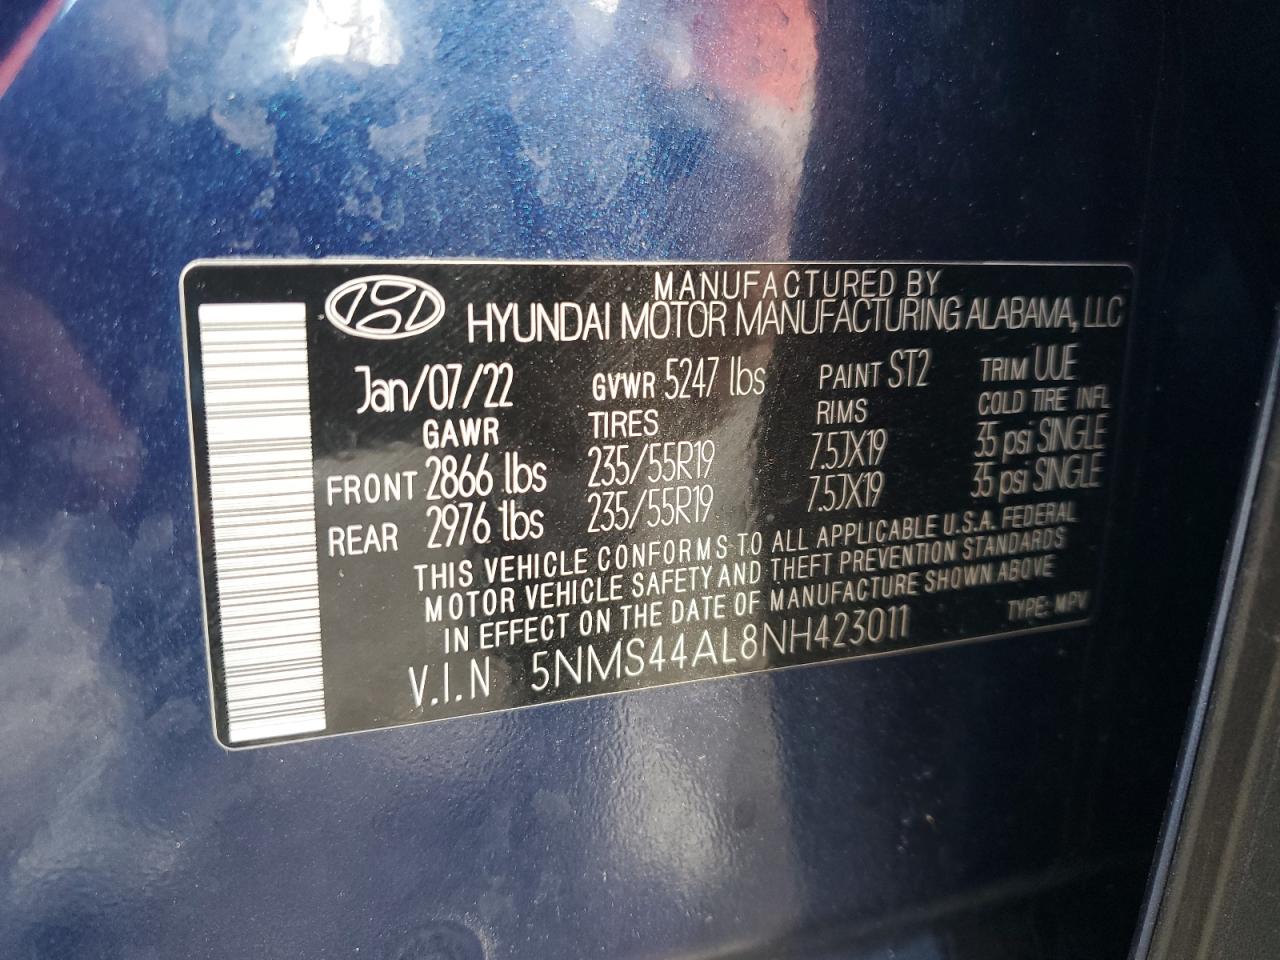 MANUFACTURED BY
HYUNDAI MOTOR MANUFACTURING ALABAMA, LLC
Jan/07/22 GVWR 5247 lbs PAINT ST2 TRIM UUE
GAWR TIRES RIMS COLD TIRE INFL
FRONT 2866 lbs 235/55R19 7.5JX19 35 psi SINGLE
REAR 2976 lbs 235/55R19 7.5JX19 35 psi SINGLE
THIS VEHICLE CONFORMS TO ALL APPLICABLE U.S.A. FEDERAL
MOTOR VEHICLE SAFETY AND THEFT PREVENTION STANDARDS
IN EFFECT ON THE DATE OF MANUFACTURE SHOWN ABOVE
V.I.N 5NMS44AL8NH423011 TYPE: MPV